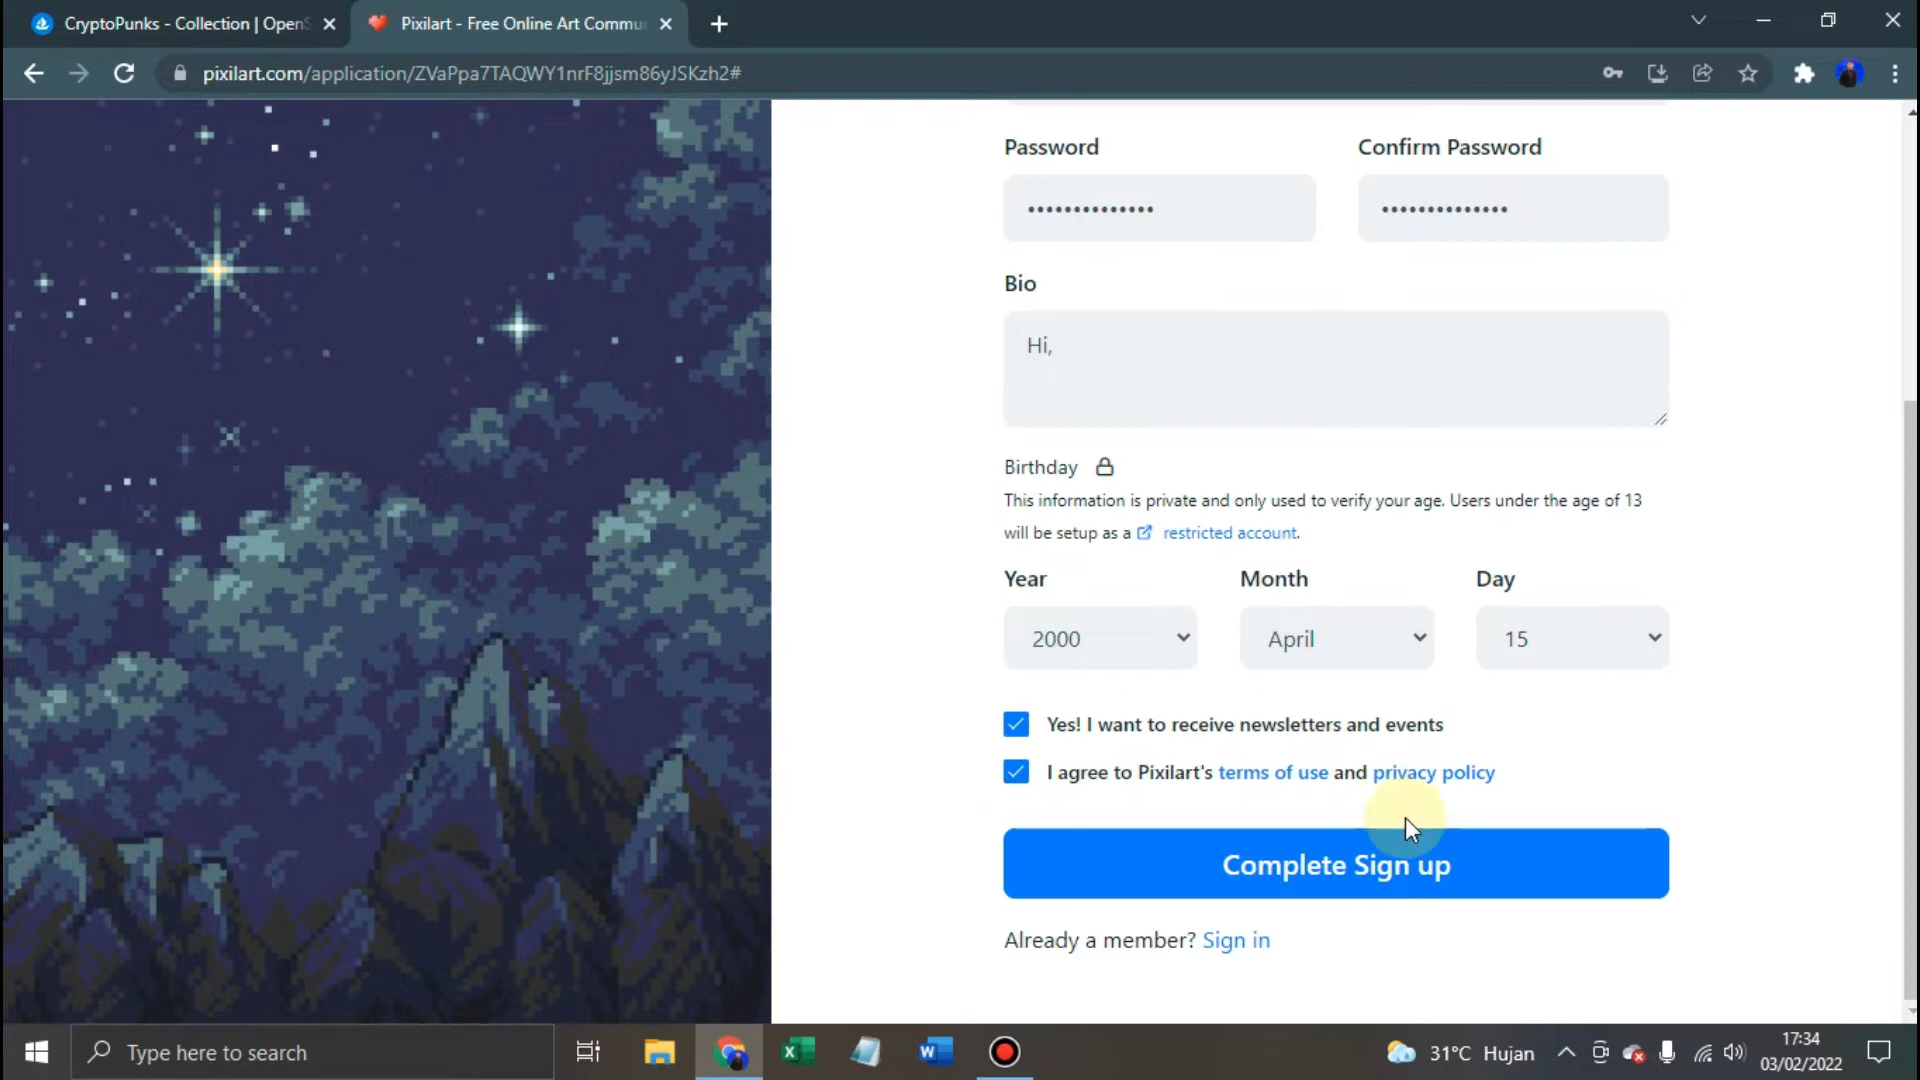 CryptoPunks - Collection | OpenS
Pixilart - Free Online Art Commu
pixilart.com/application/ZVaPpa7TAQWY1nrF8jjsm86yJSKzh2#
Password
Confirm Password
••••••••••••••
••••••••••••••
Bio
Hi,
Birthday
This information is private and only used to verify your age. Users under the age of 13
will be setup as a restricted account.
Year
Month
Day
2000
April
15
Yes! I want to receive newsletters and events
I agree to Pixilart's terms of use and privacy policy
Complete Sign up
Already a member? Sign in
Type here to search
31°C Hujan
17:34
03/02/2022